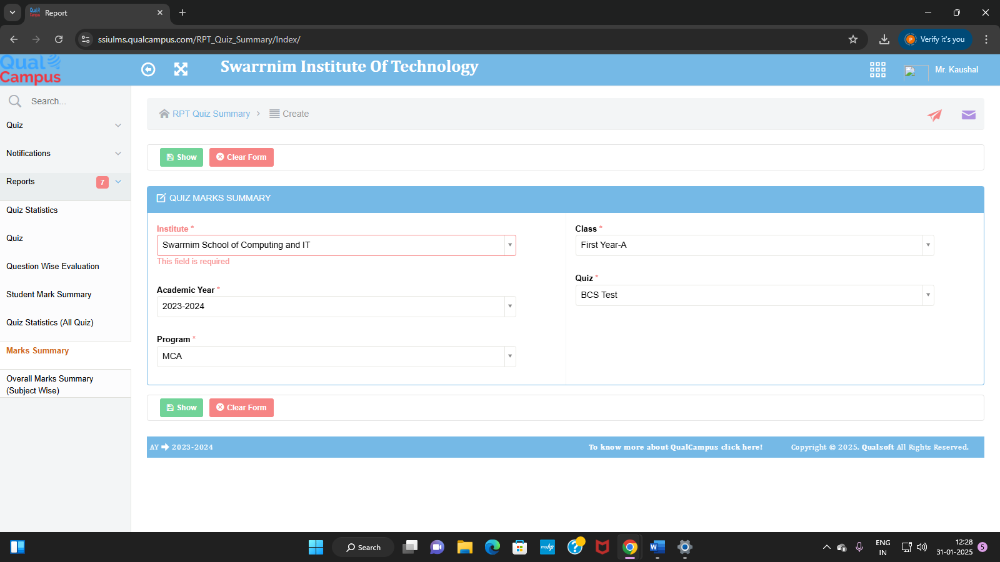 Report
ssiulms.qualcampus.com/RPT_Quiz_Summary/Index/
Verify it's you
Qual
Campus
Swarrnim Institute Of Technology
Mr. Kaushal
Search...
Quiz
Notifications
Reports 7
Quiz Statistics
Quiz
Question Wise Evaluation
Student Mark Summary
Quiz Statistics (All Quiz)
Marks Summary
Overall Marks Summary
(Subject Wise)
RPT Quiz Summary > Create
Show Clear Form
QUIZ MARKS SUMMARY
Institute *
Swarrnim School of Computing and IT
This field is required
Academic Year *
2023-2024
Program *
MCA
Class *
First Year-A
Quiz *
BCS Test
Show Clear Form
AY 2023-2024
To know more about QualCampus click here!
Copyright © 2025. Qualsoft All Rights Reserved.
Search
ENG
IN
12:28
31-01-2025
5